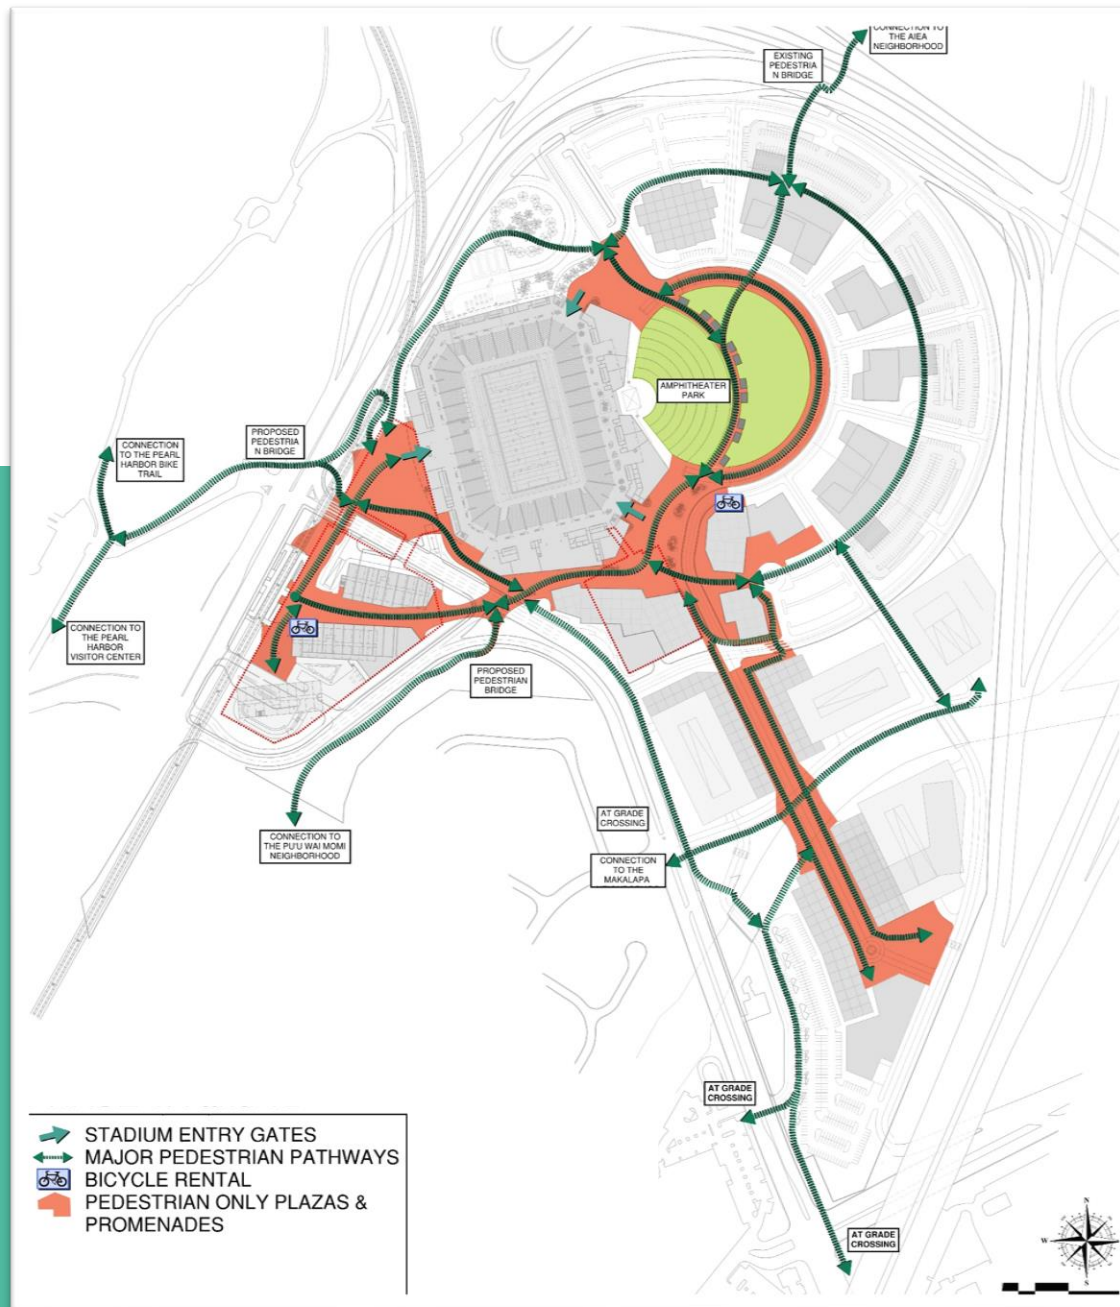 CONNECTION TO
THE AIEA
NEIGHBORHOOD
EXISTING
PEDESTRIA
N BRIDGE
AMPHITHEATER
PARK
PROPOSED
PEDESTRIA
N BRIDGE
CONNECTION
TO THE PEARL
HARBOR BIKE
TRAIL
CONNECTION TO
THE PEARL
HARBOR
VISITOR CENTER
PROPOSED
PEDESTRIAN
BRIDGE
AT GRADE
CROSSING
CONNECTION TO
THE PU'U WAI MOMI
NEIGHBORHOOD
CONNECTION
TO THE
MAKALAPA
AT GRADE
CROSSING
AT GRADE
CROSSING
STADIUM ENTRY GATES
MAJOR PEDESTRIAN PATHWAYS
BICYCLE RENTAL
PEDESTRIAN ONLY PLAZAS &
PROMENADES
N
W
S